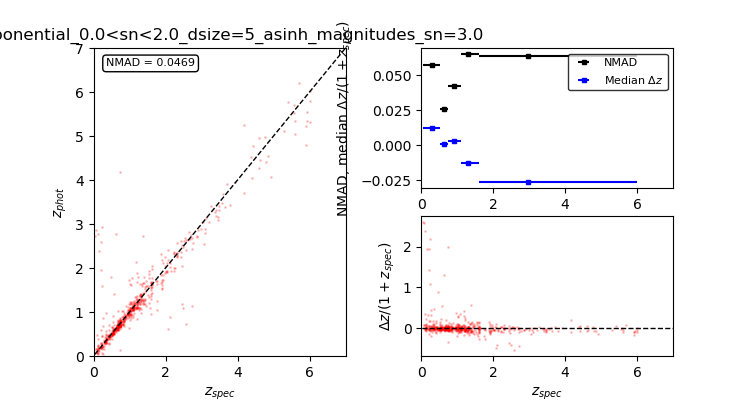 ponential_0.0<sn<2.0_dsize=5_asinh_magnitudes_sn=3.0
NMAD = 0.0469
z_phot
7
6
5
4
3
2
1
0
0 2 4 6
z_spec
NMAD, median Δz/(1 + z_spec)
0.050
0.025
0.000
−0.025
NMAD
Median Δz
0 2 4 6
Δz/(1 + z_spec)
2
1
0
0 2 4 6
z_spec